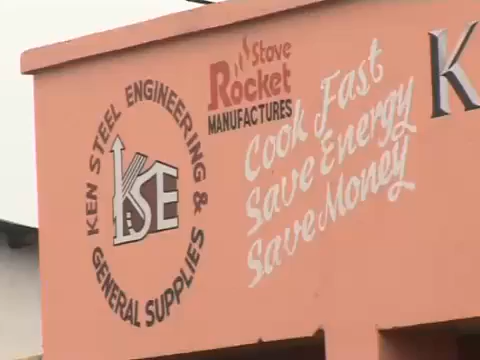 KEN STEEL ENGINEERING &
GENERAL SUPPLIES
KSE
Stove
Rocket
MANUFACTURES
Cook Fast
Save Energy
Save Money
K